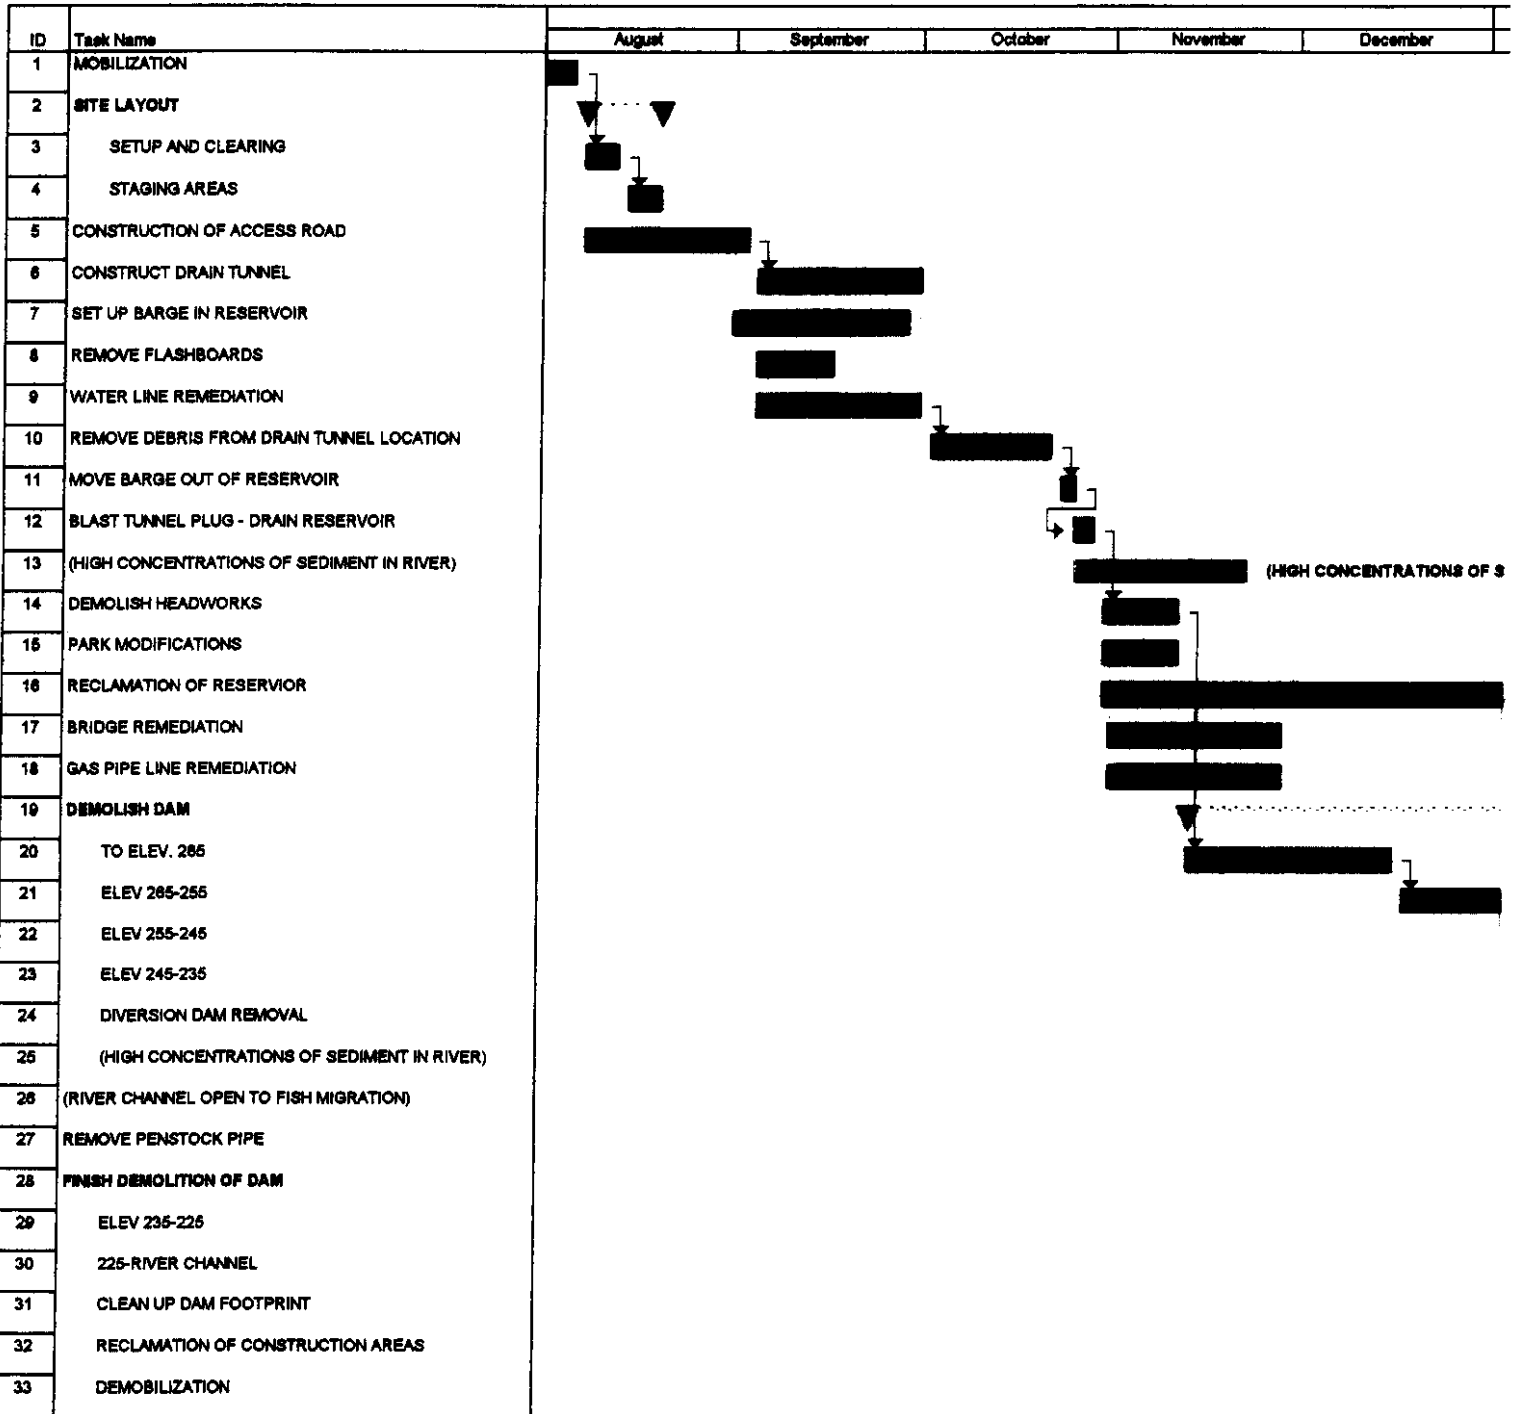 ID Task Name August September October November December
1 MOBILIZATION
2 SITE LAYOUT
3 SETUP AND CLEARING
4 STAGING AREAS
5 CONSTRUCTION OF ACCESS ROAD
6 CONSTRUCT DRAIN TUNNEL
7 SET UP BARGE IN RESERVOIR
8 REMOVE FLASHBOARDS
9 WATER LINE REMEDIATION
10 REMOVE DEBRIS FROM DRAIN TUNNEL LOCATION
11 MOVE BARGE OUT OF RESERVOIR
12 BLAST TUNNEL PLUG - DRAIN RESERVOIR
13 (HIGH CONCENTRATIONS OF SEDIMENT IN RIVER) (HIGH CONCENTRATIONS OF S
14 DEMOLISH HEADWORKS
15 PARK MODIFICATIONS
16 RECLAMATION OF RESERVIOR
17 BRIDGE REMEDIATION
18 GAS PIPE LINE REMEDIATION
19 DEMOLISH DAM
20 TO ELEV. 265
21 ELEV 265-255
22 ELEV 255-245
23 ELEV 245-235
24 DIVERSION DAM REMOVAL
25 (HIGH CONCENTRATIONS OF SEDIMENT IN RIVER)
26 (RIVER CHANNEL OPEN TO FISH MIGRATION)
27 REMOVE PENSTOCK PIPE
28 FINISH DEMOLITION OF DAM
29 ELEV 235-225
30 225-RIVER CHANNEL
31 CLEAN UP DAM FOOTPRINT
32 RECLAMATION OF CONSTRUCTION AREAS
33 DEMOBILIZATION